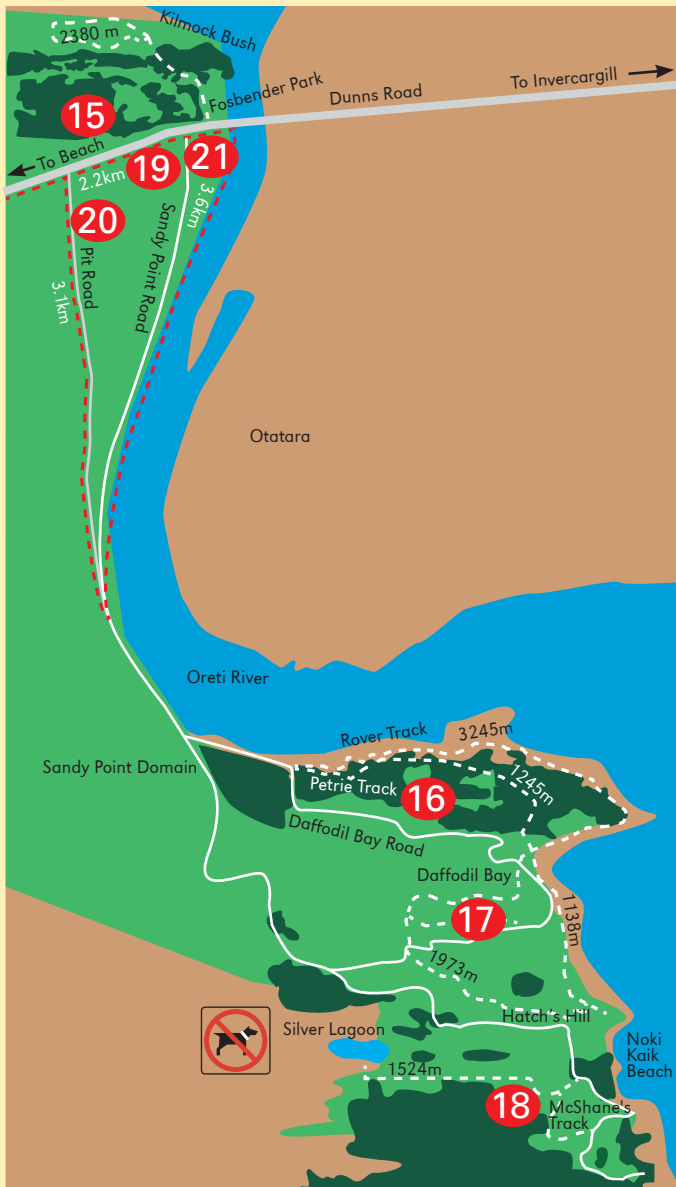 Kilmock Bush
2380 m
Fosbender Park
Dunns Road
To Invercargill
15
To Beach
2.2km
19
21
20
3.6km
Sandy Point Road
Pit Road
3.1km
Otatara
Oreti River
Rover Track
3245m
Sandy Point Domain
Petrie Track
16
1245m
Daffodil Bay Road
Daffodil Bay
17
1138m
1973m
Hatch's Hill
Silver Lagoon
Noki
Kaik
Beach
1524m
18
McShane's
Track